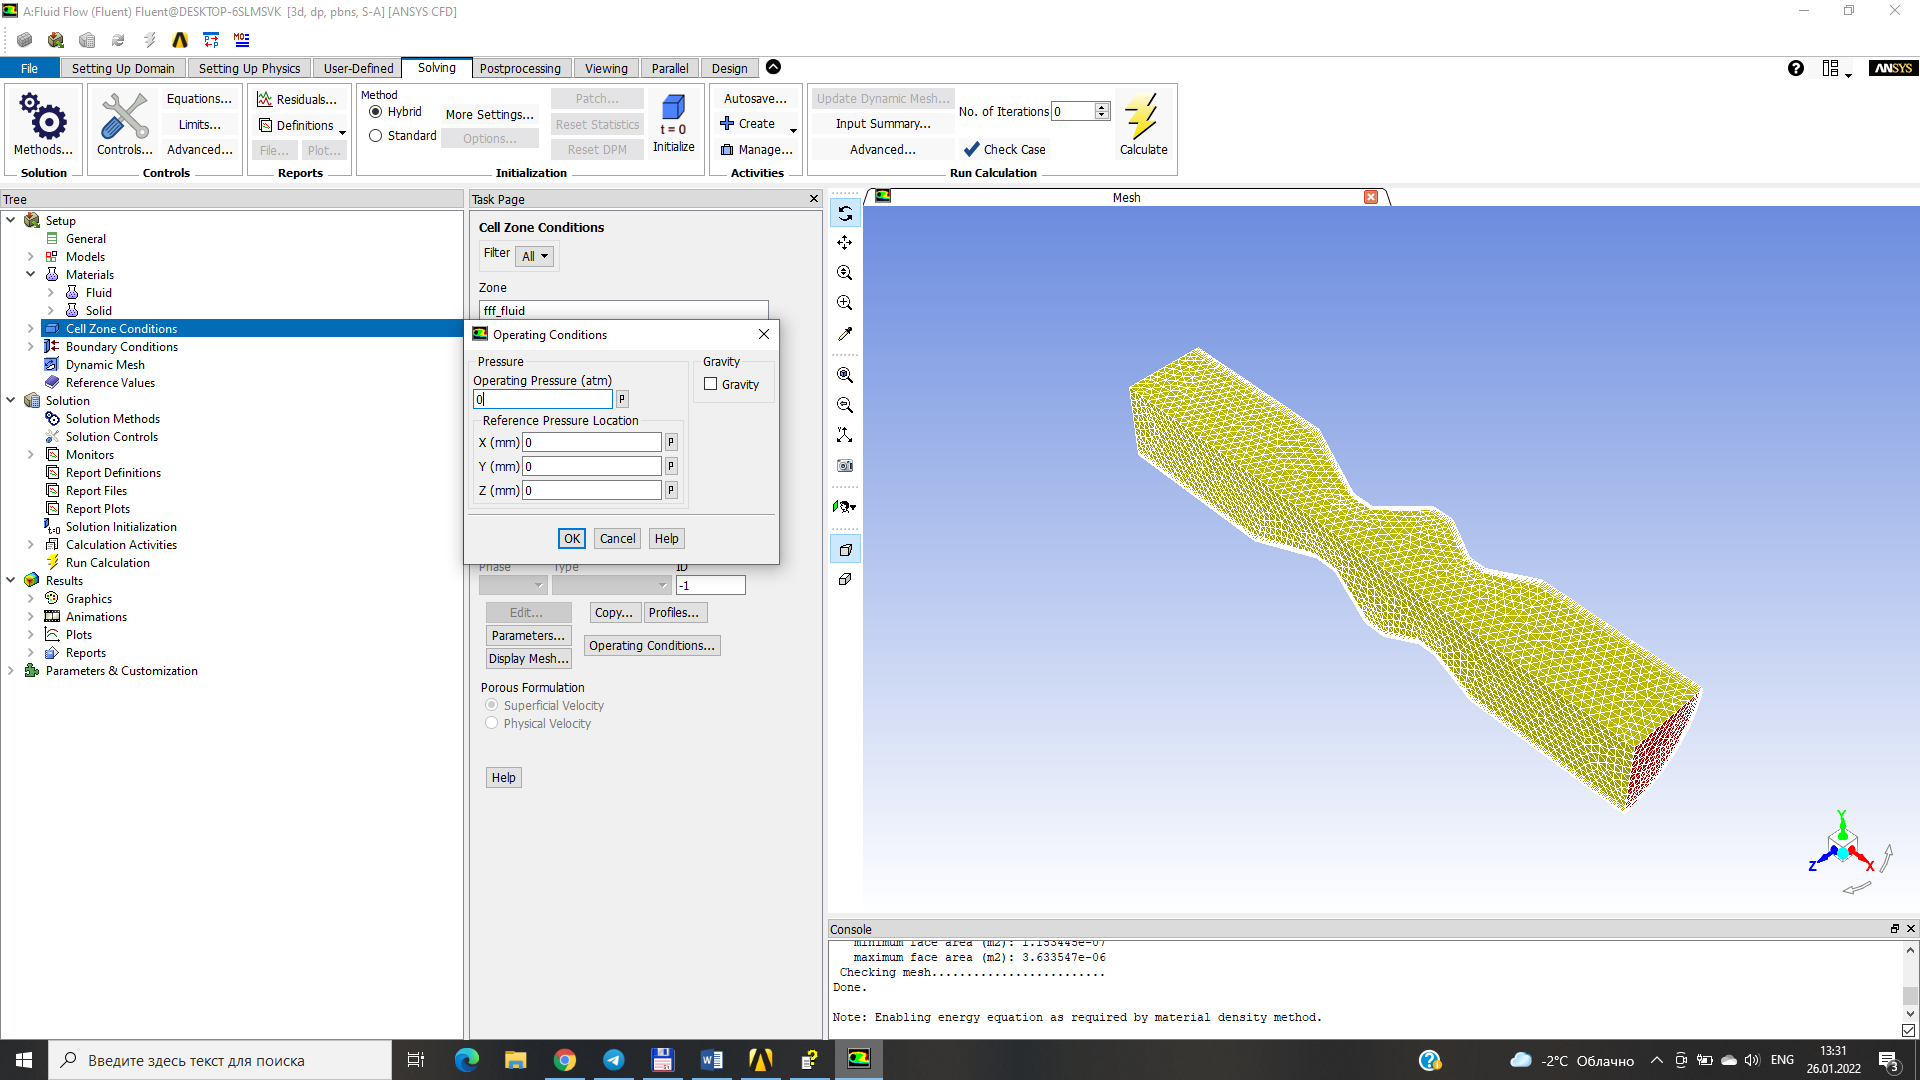 A:Fluid Flow (Fluent) Fluent@DESKTOP-6SLMSVK [3d, dp, pbns, S-A] [ANSYS CFD]
File Setting Up Domain Setting Up Physics User-Defined Solving Postprocessing Viewing Parallel Design ANSYS
Methods...
Solution
Controls...
Equations...
Limits...
Advanced...
Controls
Residuals...
Definitions
File... Plot...
Reports
Method
Hybrid
Standard
More Settings...
Options...
Patch...
Reset Statistics
Reset DPM
t = 0
Initialize
Initialization
Autosave...
Create
Manage...
Activities
Update Dynamic Mesh...
Input Summary...
Advanced...
No. of Iterations 0
Check Case
Calculate
Run Calculation
Tree
Setup
General
Models
Materials
Fluid
Solid
Cell Zone Conditions
Boundary Conditions
Dynamic Mesh
Reference Values
Solution
Solution Methods
Solution Controls
Monitors
Report Definitions
Report Files
Report Plots
Solution Initialization
Calculation Activities
Run Calculation
Results
Graphics
Animations
Plots
Reports
Parameters & Customization
Task Page
Cell Zone Conditions
Filter All
Zone
fff_fluid
Operating Conditions
Pressure
Operating Pressure (atm)
0 P
Reference Pressure Location
X (mm) 0 P
Y (mm) 0 P
Z (mm) 0 P
Gravity
Gravity
OK Cancel Help
Phase Type ID
-1
Edit... Copy... Profiles...
Parameters... Operating Conditions...
Display Mesh...
Porous Formulation
Superficial Velocity
Physical Velocity
Help
Mesh
Y
Z X
Console
minimum face area (m2): 1.153445e-07
maximum face area (m2): 3.633547e-06
Checking mesh.........................
Done.
Note: Enabling energy equation as required by material density method.
Введите здесь текст для поиска
-2°C Облачно ENG 13:31
26.01.2022
3